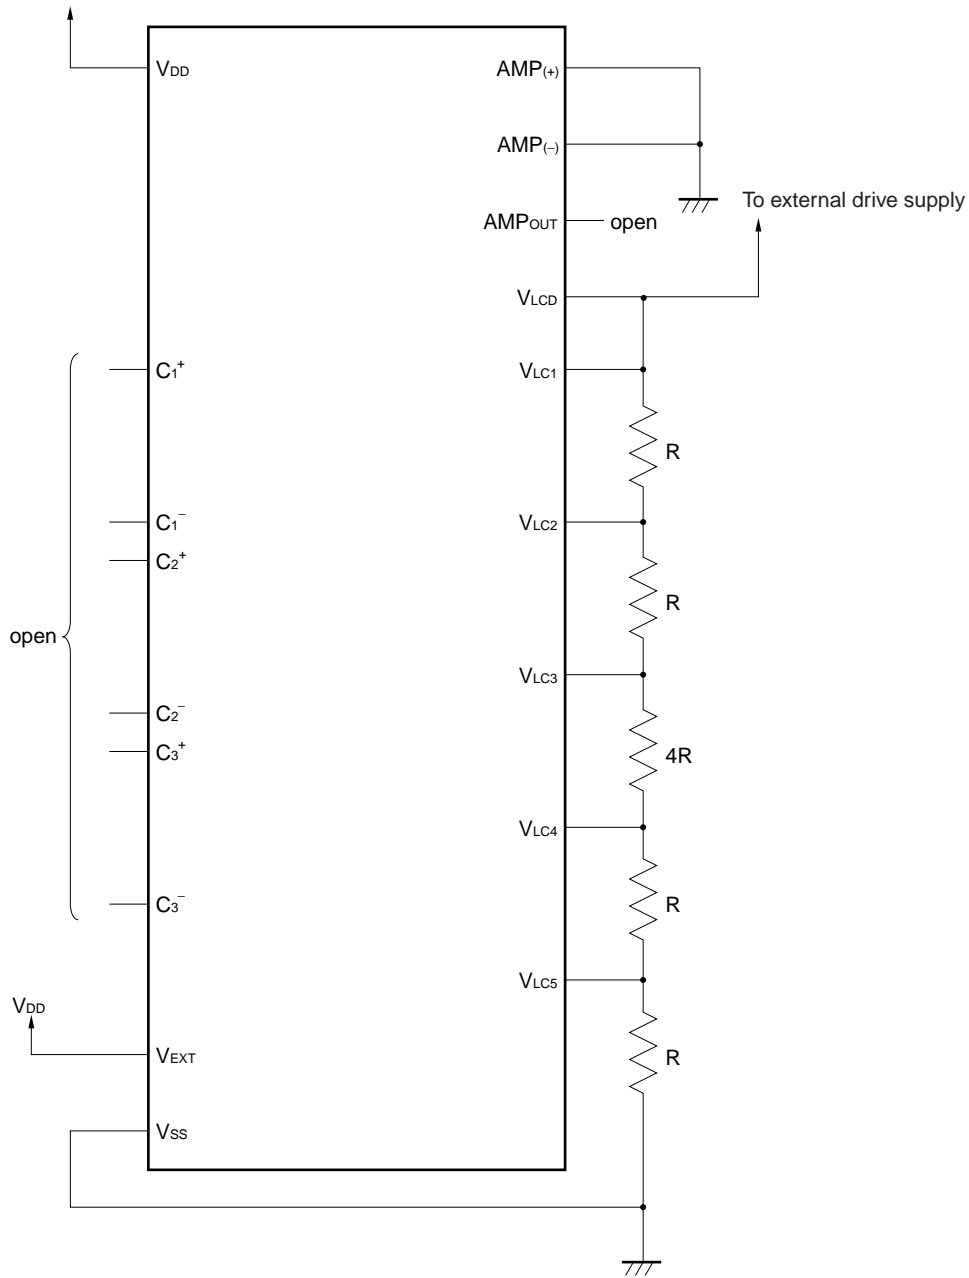 VDD
AMP(+)
AMP(−)
To external drive supply
AMPOUT
open
VLCD
C1+
VLC1
R
C1−
VLC2
C2+
R
open
VLC3
C2−
C3+
4R
VLC4
C3−
R
VLC5
VDD
VEXT
R
VSS